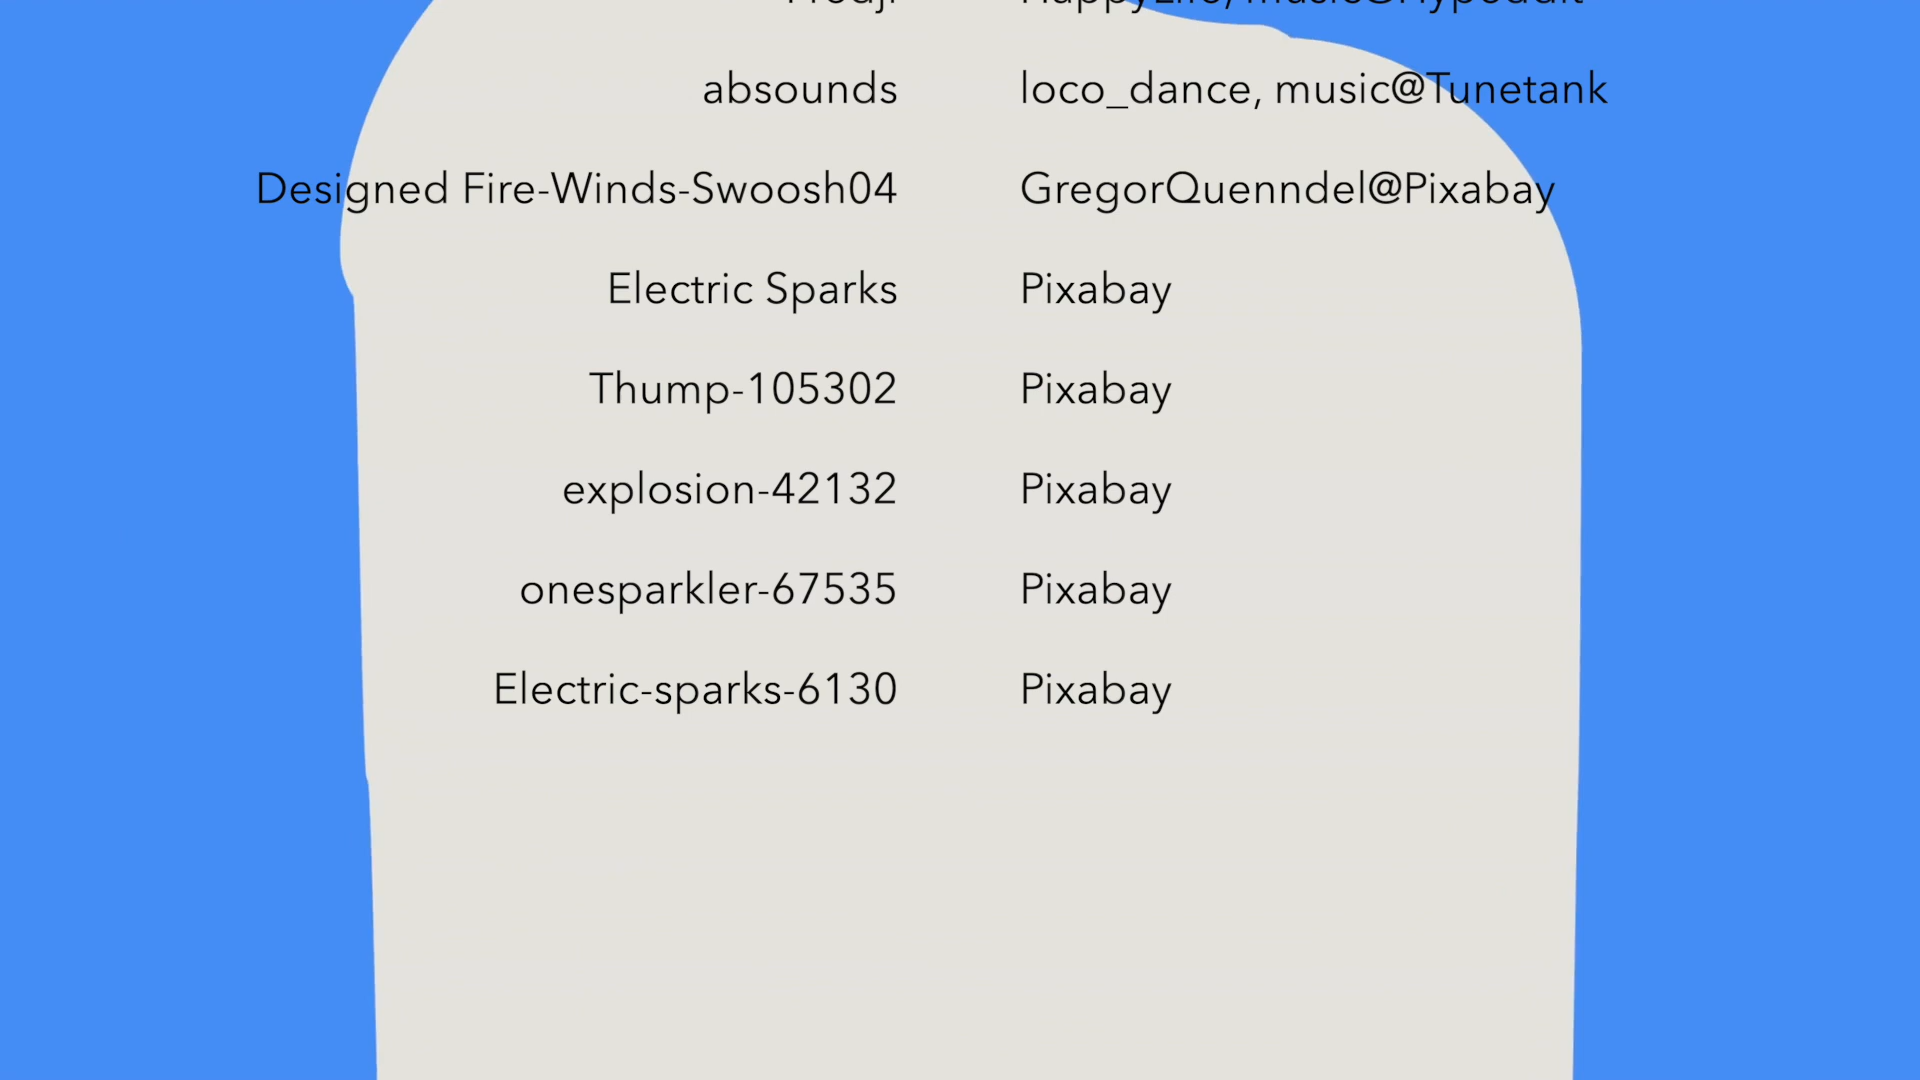 absounds loco_dance, music@Tunetank
Designed Fire-Winds-Swoosh04 GregorQuenndel@Pixabay
Electric Sparks Pixabay
Thump-105302 Pixabay
explosion-42132 Pixabay
onesparkler-67535 Pixabay
Electric-sparks-6130 Pixabay